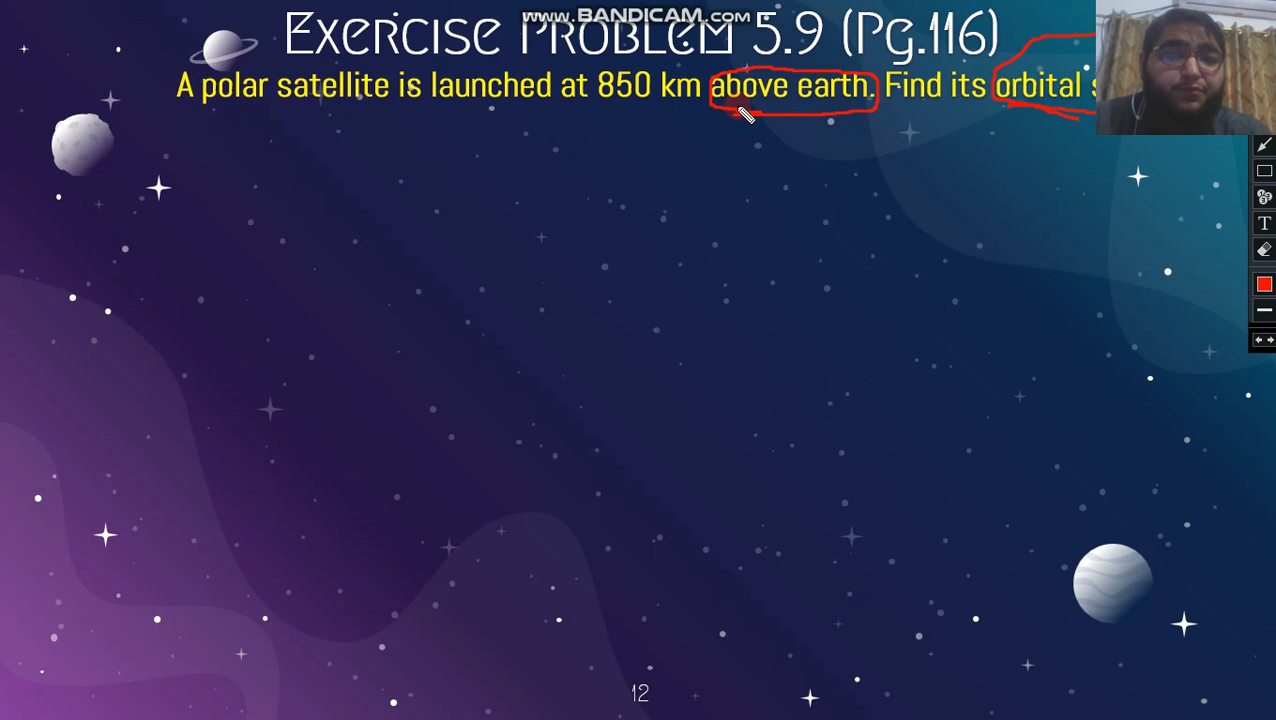 www.BANDICAM.com
Exercise Problem 5.9 (Pg.116)
A polar satellite is launched at 850 km above earth. Find its orbital
T
12